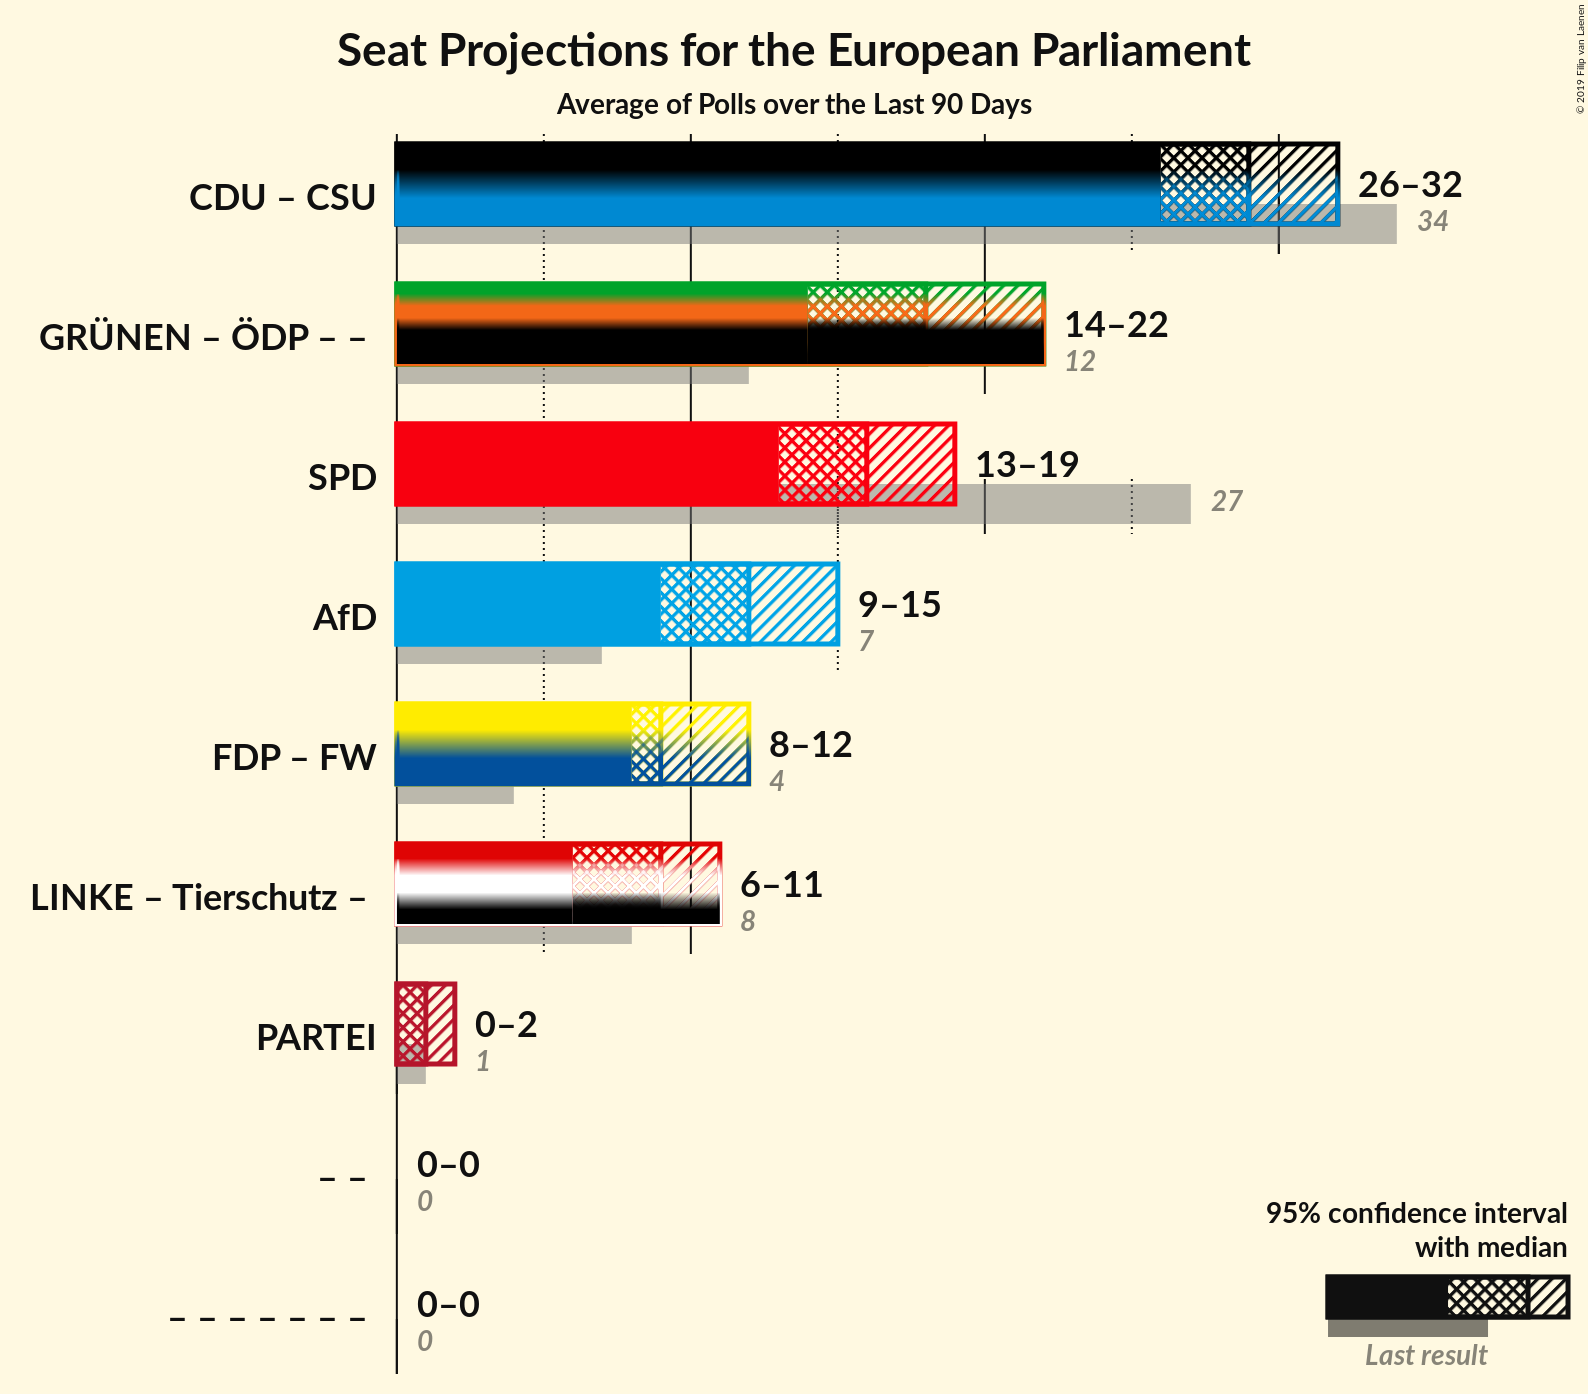 Seat Projections for the European Parliament
Average of Polls over the Last 90 Days
© 2019 Filip van Laenen
CDU – CSU
26–32
34
GRÜNEN – ÖDP – –
14–22
12
SPD
13–19
27
AfD
9–15
7
FDP – FW
8–12
4
LINKE – Tierschutz –
6–11
8
PARTEI
0–2
1
– –
0–0
0
– – – – – – –
0–0
0
95% confidence interval
with median
Last result